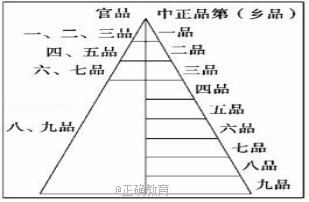 官品 中正品第(乡品)
一、二、三品 一品
四、五品 二品
六、七品 三品
四品
五品
八、九品 六品
七品
八品
九品
@正确教育